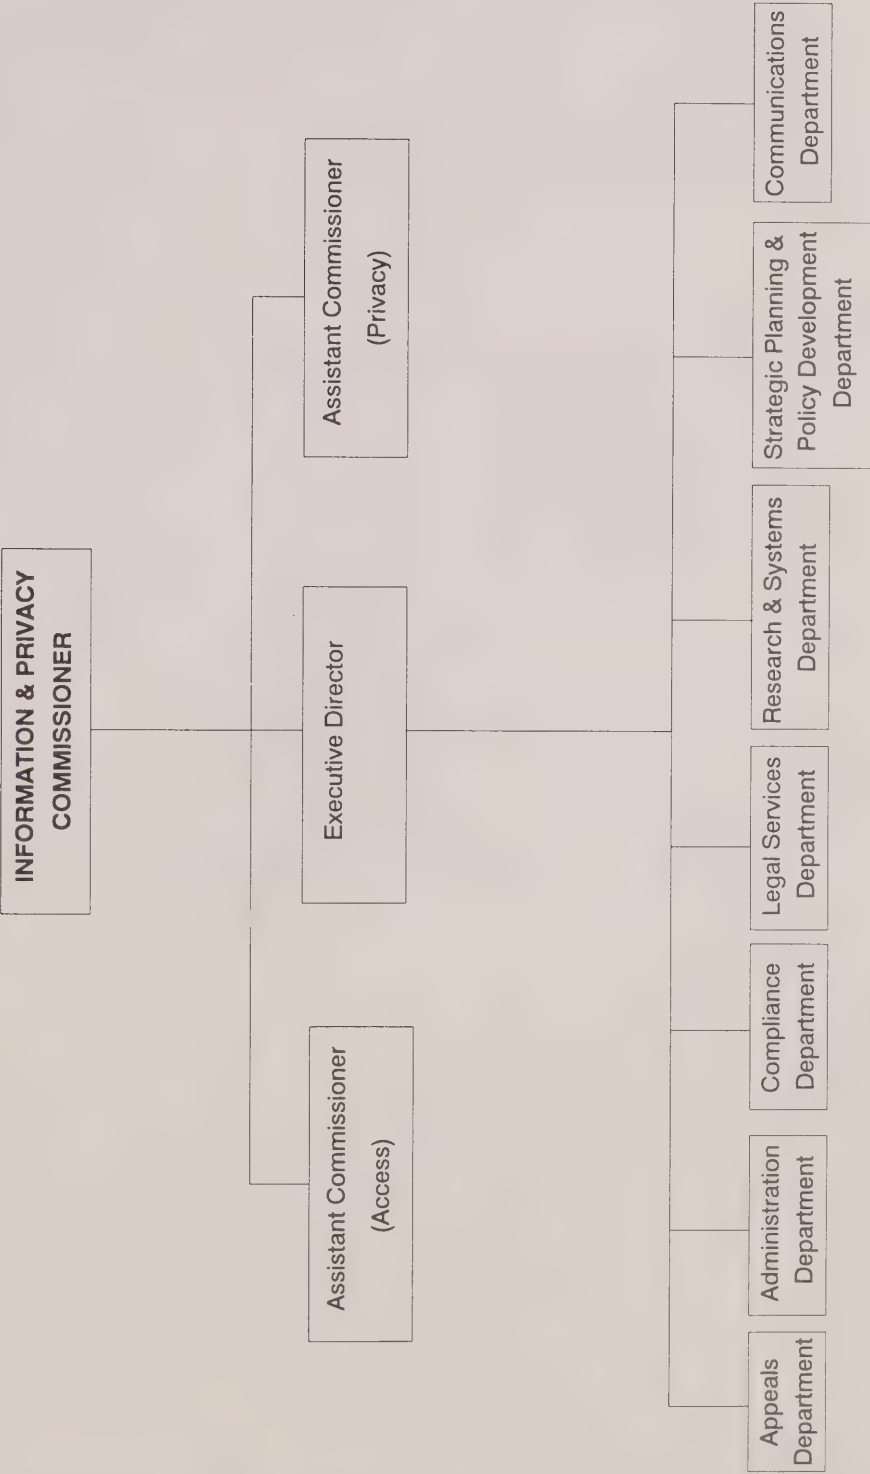 INFORMATION & PRIVACY
COMMISSIONER
Assistant Commissioner
(Access)
Executive Director
Assistant Commissioner
(Privacy)
Appeals
Department
Administration
Department
Compliance
Department
Legal Services
Department
Research & Systems
Department
Strategic Planning &
Policy Development
Department
Communications
Department